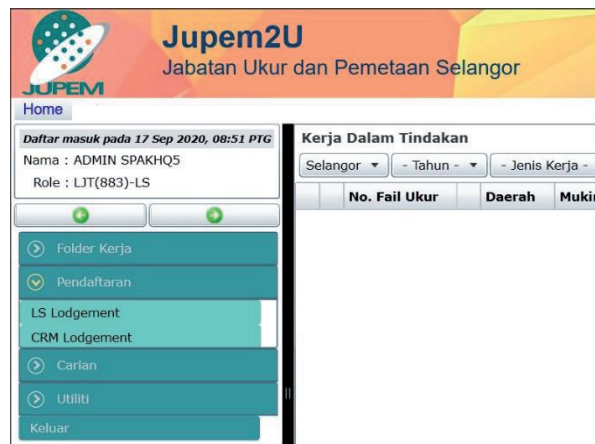 Jupem2U
Jabatan Ukur dan Pemetaan Selangor
JUPEM
Home
Daftar masuk pada 17 Sep 2020, 08:51 PTG
Nama : ADMIN SPAKHQ5
Role : LJT(883)-LS
Folder Kerja
Pendaftaran
LS Lodgement
CRM Lodgement
Carian
Utiliti
Keluar
Kerja Dalam Tindakan
Selangor - Tahun - - Jenis Kerja -
No. Fail Ukur Daerah Mukim